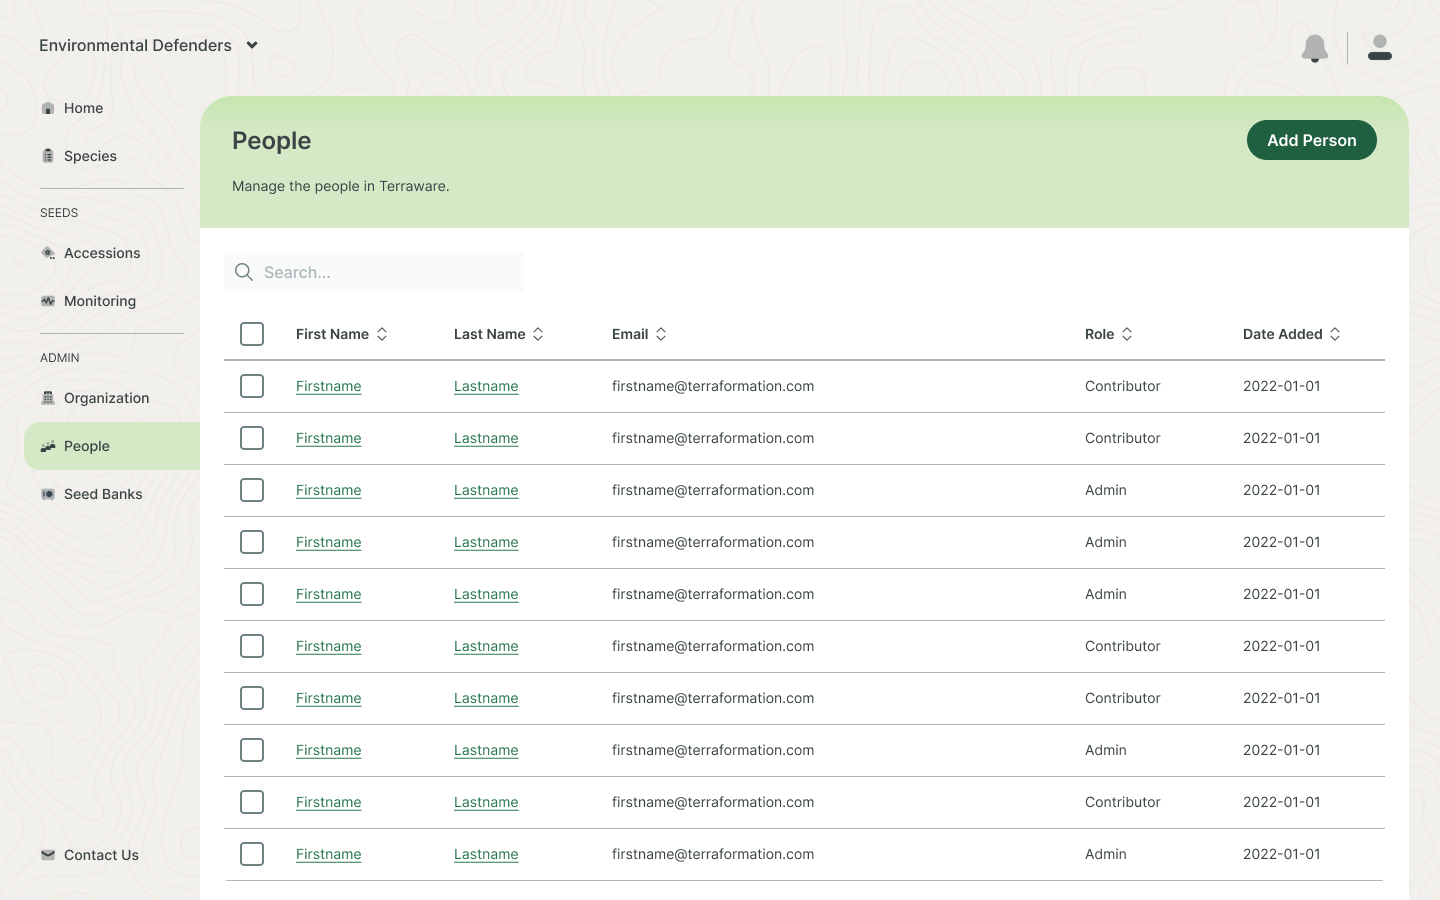 Environmental Defenders
Home
Species
SEEDS
Accessions
Monitoring
ADMIN
Organization
People
Seed Banks
Contact Us
People
Add Person
Manage the people in Terraware.
Search...
First Name Last Name Email Role Date Added
Firstname Lastname firstname@terraformation.com Contributor 2022-01-01
Firstname Lastname firstname@terraformation.com Contributor 2022-01-01
Firstname Lastname firstname@terraformation.com Admin 2022-01-01
Firstname Lastname firstname@terraformation.com Admin 2022-01-01
Firstname Lastname firstname@terraformation.com Admin 2022-01-01
Firstname Lastname firstname@terraformation.com Contributor 2022-01-01
Firstname Lastname firstname@terraformation.com Contributor 2022-01-01
Firstname Lastname firstname@terraformation.com Admin 2022-01-01
Firstname Lastname firstname@terraformation.com Contributor 2022-01-01
Firstname Lastname firstname@terraformation.com Admin 2022-01-01